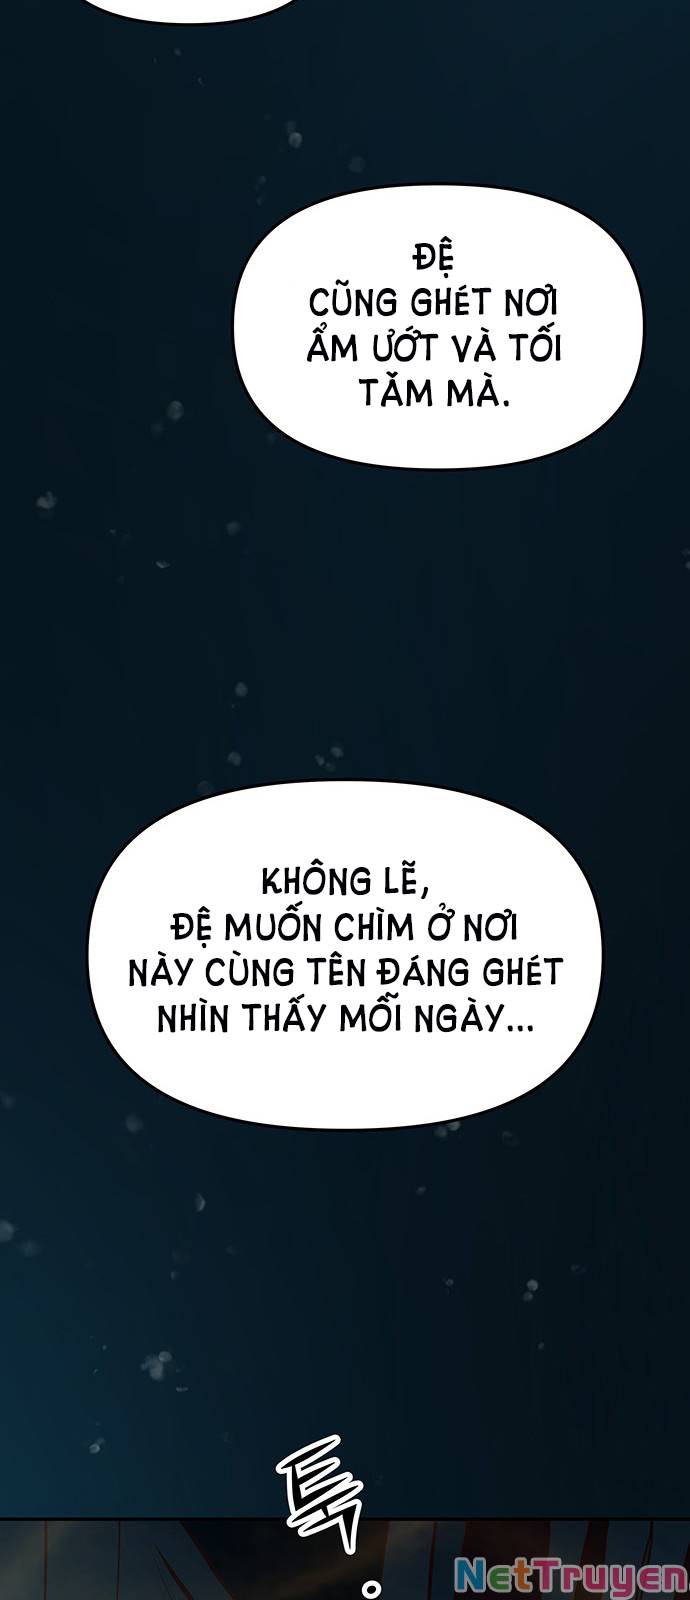 ĐỆ
CŨNG GHÉT NƠI
ẨM ƯỚT VÀ TỐI
TĂM MÀ.
KHÔNG LẼ,
ĐỆ MUỐN CHÌM Ở NƠI
NÀY CÙNG TÊN ĐÁNG GHÉT
NHÌN THẤY MỖI NGÀY...
툭
NetTruyen